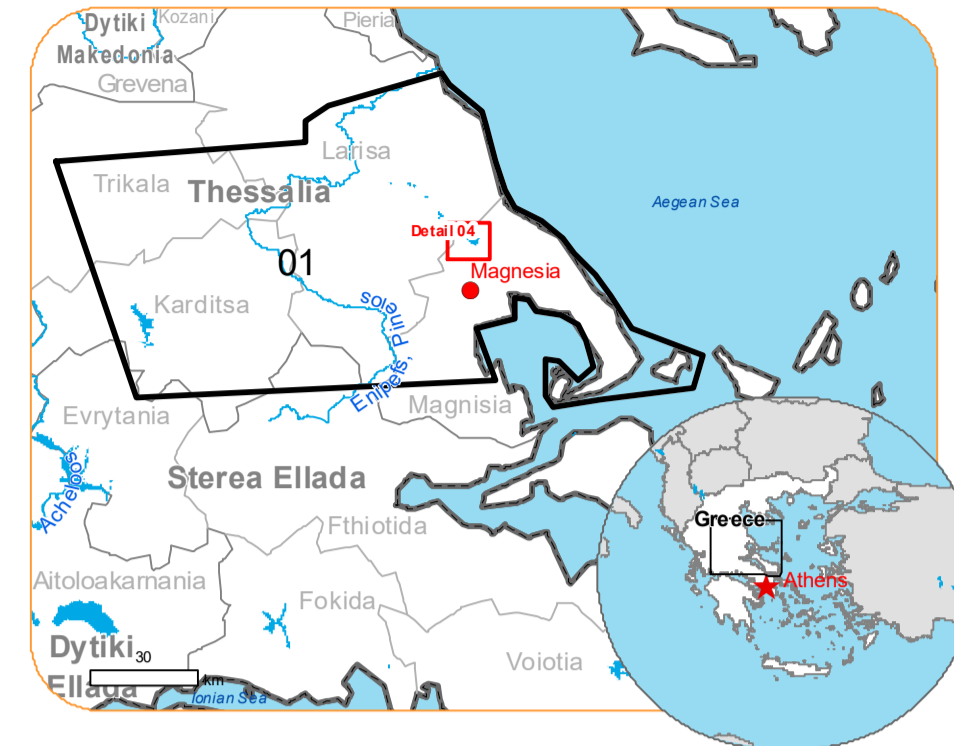 Kozani
Pieria
Dytiki
Makedonia
Grevena
Larisa
Trikala
Thessalia
Aegean Sea
Detail 04
01
Magnesia
Karditsa
Enipefs, Pineios
Evrytania
Magnisia
Acheloos
Sterea Ellada
Fthiotida
Greece
Athens
Aitoloakarnania
Fokida
Dytiki
Ellada
30
km
Ionian Sea
Voiotia